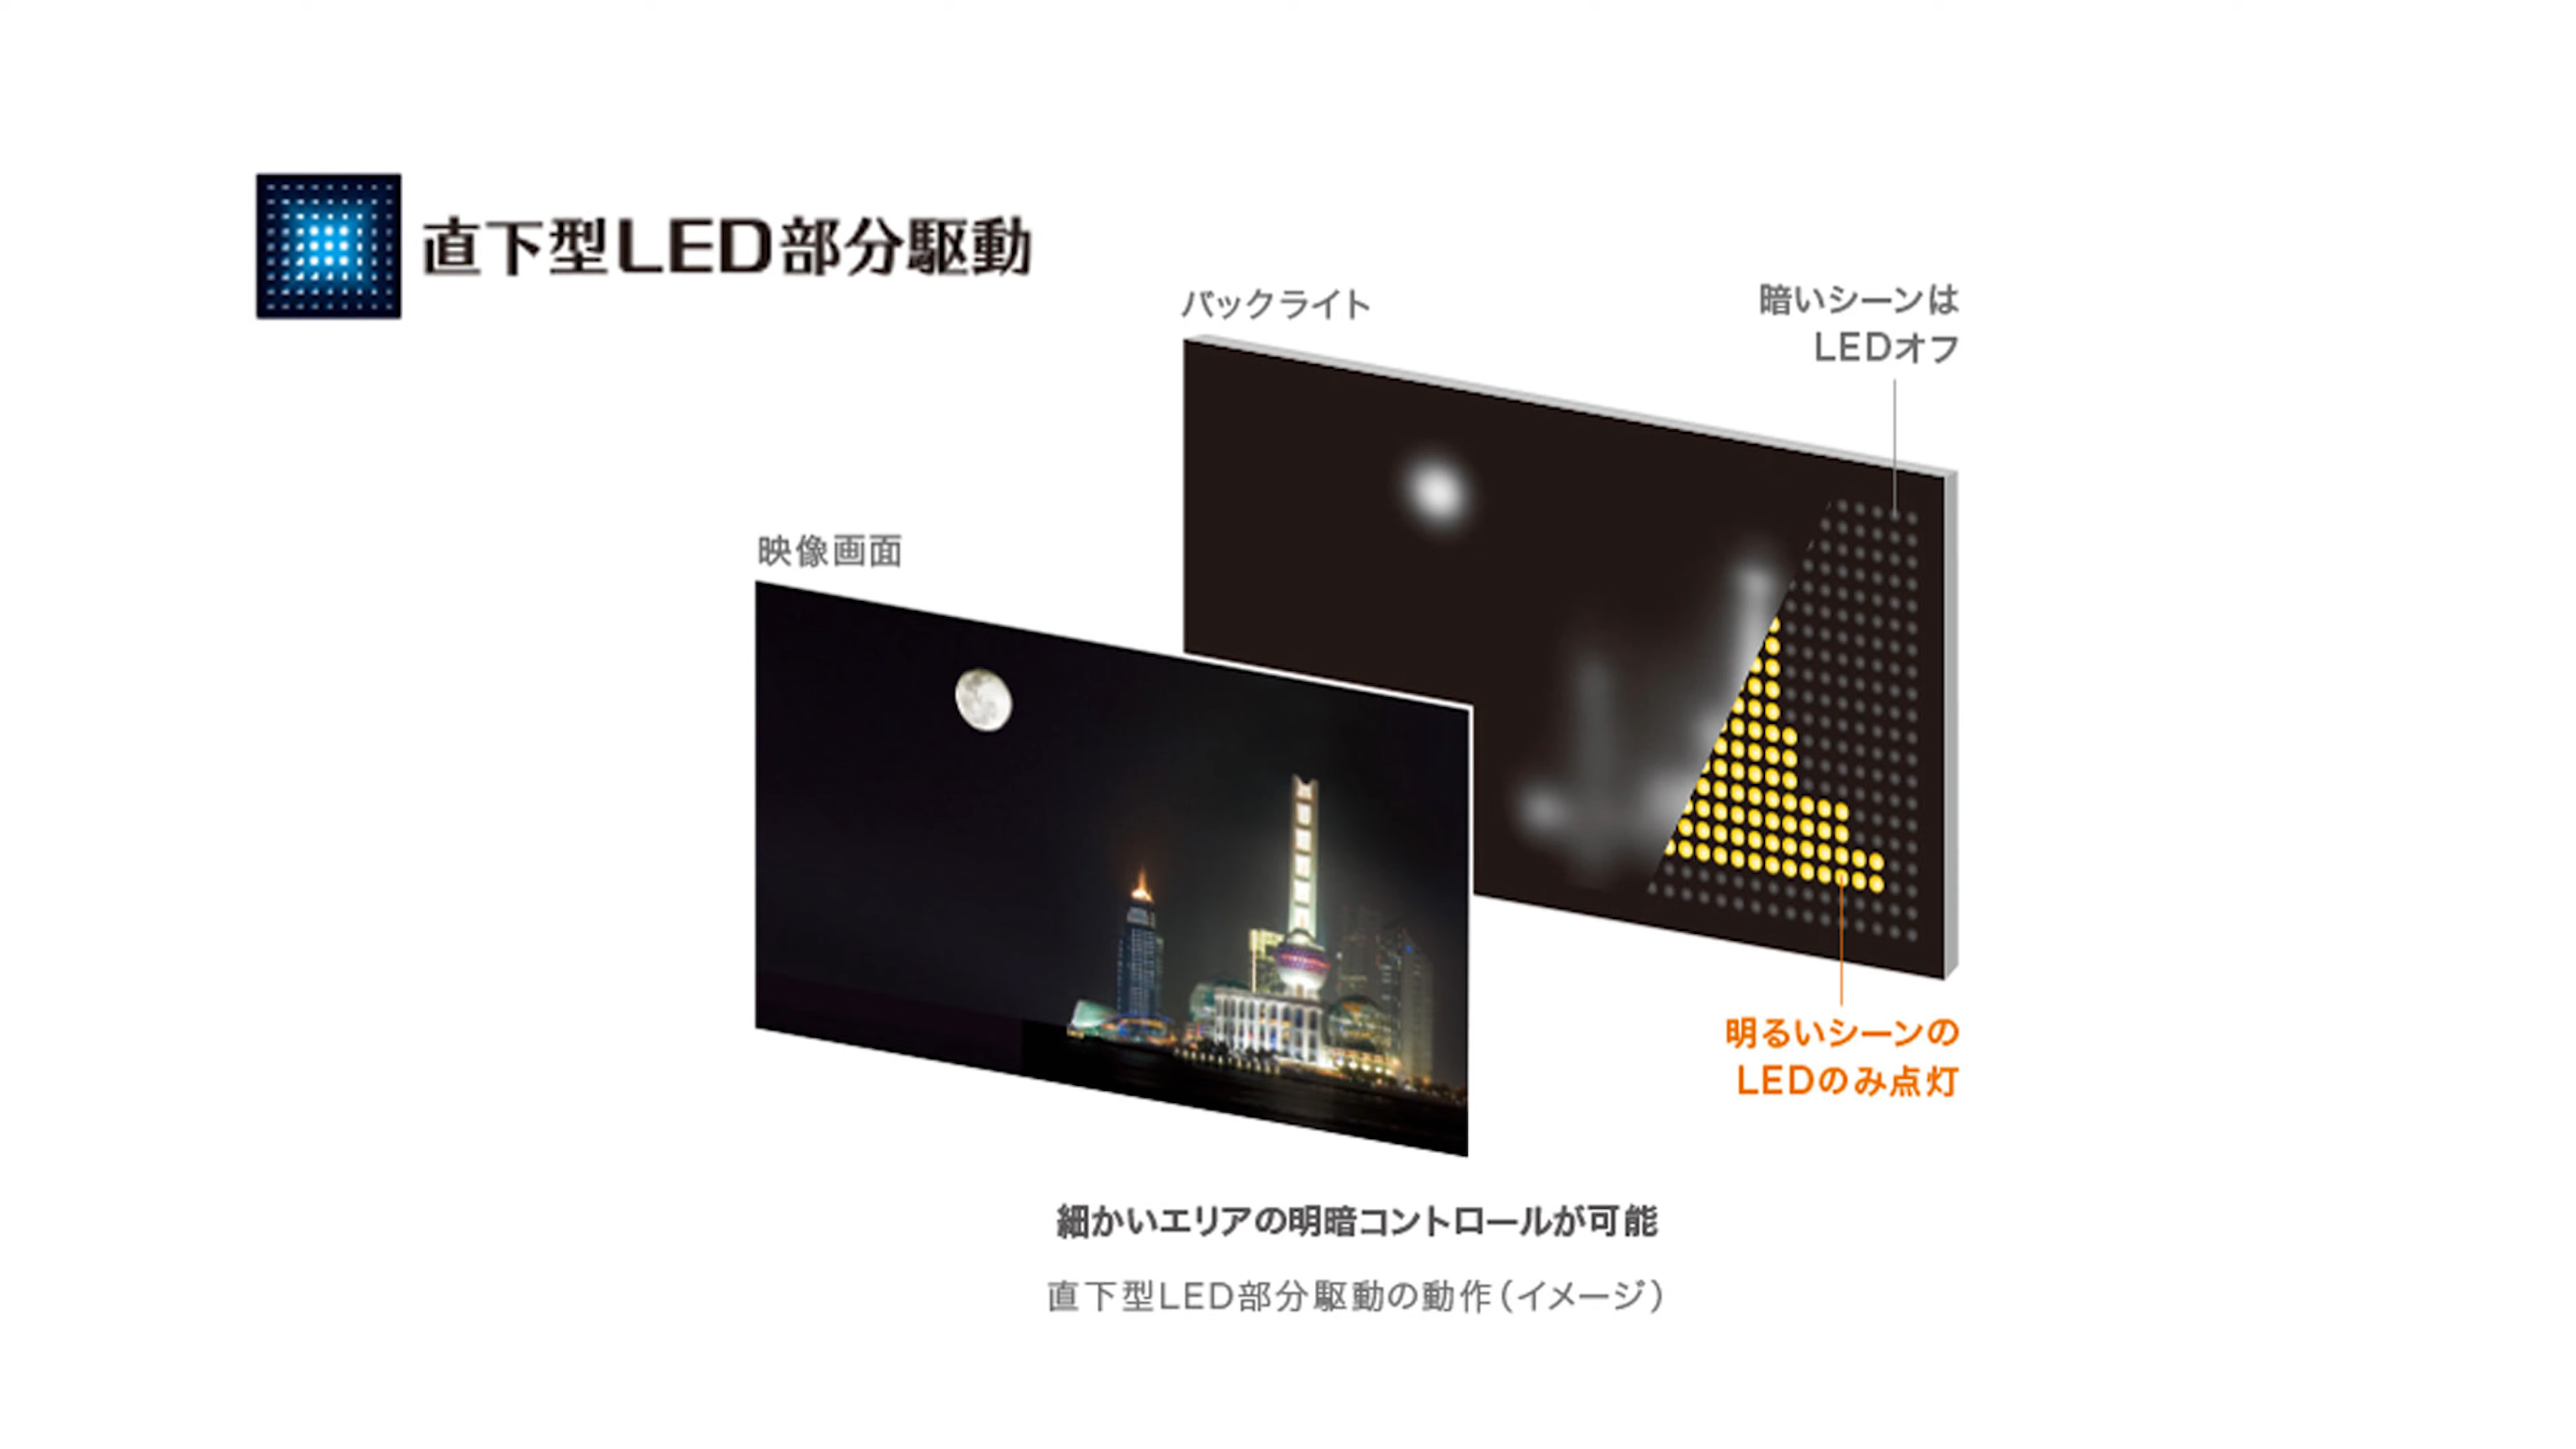 直下型LED部分駆動
バックライト
暗いシーンは
LEDオフ
映像画面
明るいシーンの
LEDのみ点灯
細かいエリアの明暗コントロールが可能
直下型LED部分駆動の動作(イメージ)